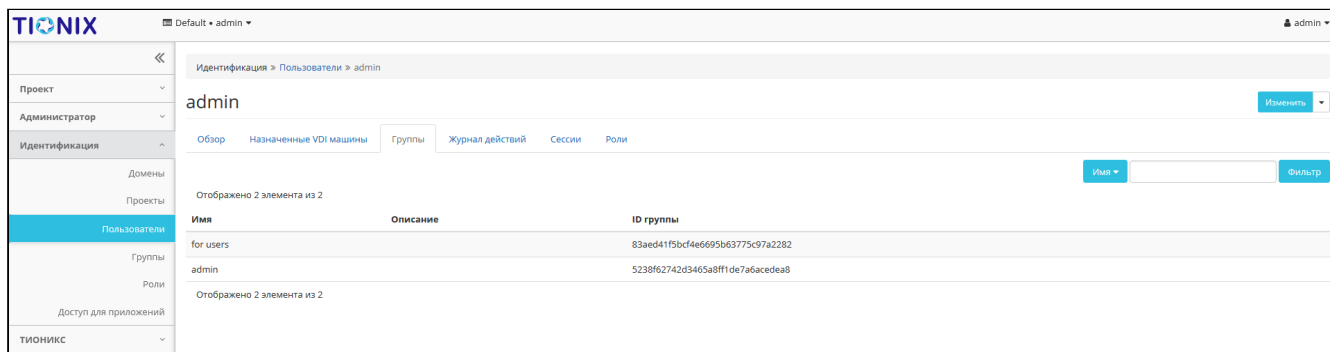 TIONIX
Default • admin
admin
Идентификация » Пользователи » admin
Проект
Администратор
Идентификация
Домены
Проекты
Пользователи
Группы
Роли
Доступ для приложений
ТИОНИКС
admin
Изменить
Обзор Назначенные VDI машины Группы Журнал действий Сессии Роли
Имя Фильтр
Отображено 2 элемента из 2
Имя Описание ID группы
for users 83aed41f5bcf4e6695b63775c97a2282
admin 5238f62742d3465a8ff1de7a6acedea8
Отображено 2 элемента из 2